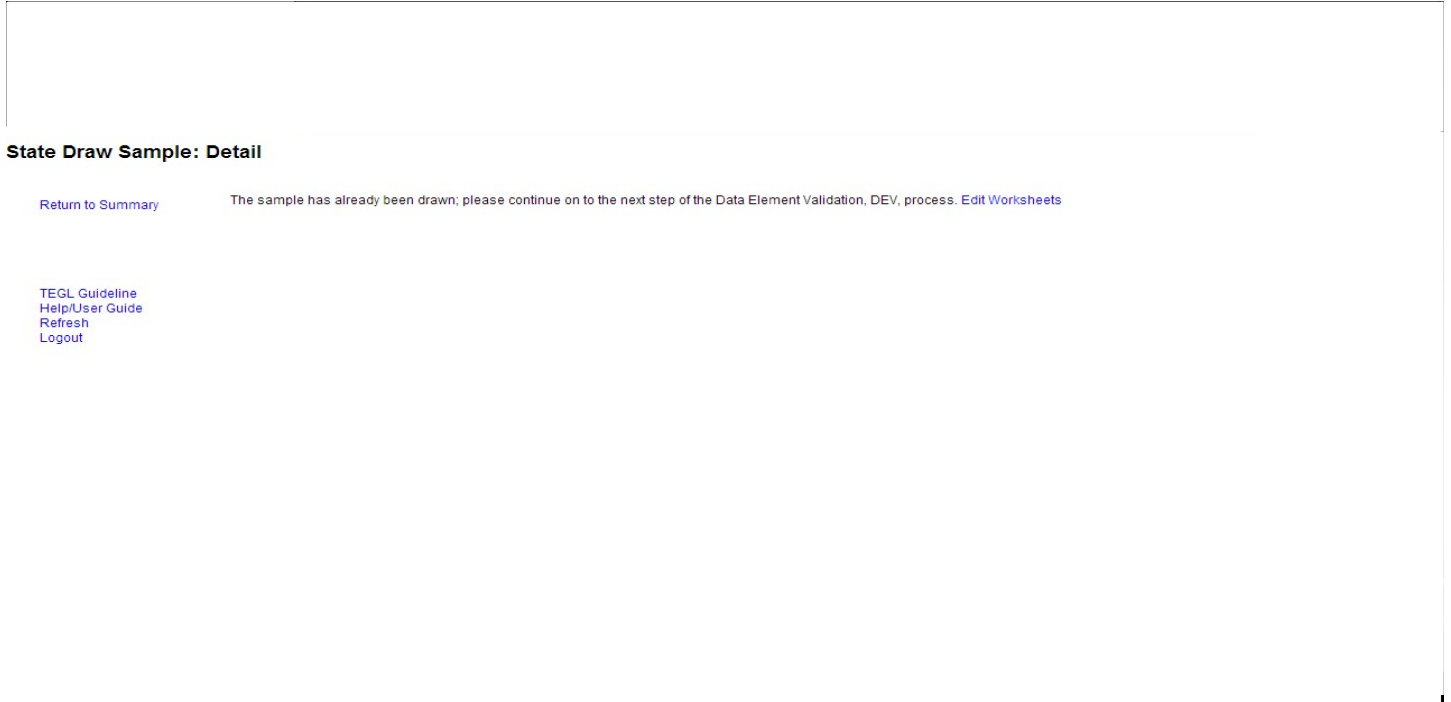 State Draw Sample: Detail
Return to Summary
The sample has already been drawn; please continue on to the next step of the Data Element Validation, DEV, process. Edit Worksheets
TEGL Guideline
Help/User Guide
Refresh
Logout